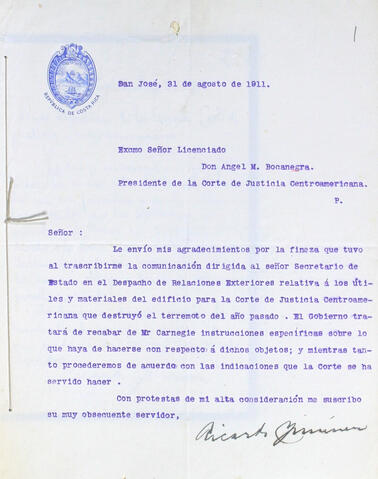 1
REPUBLICA DE COSTA RICA
San José, 31 de agosto de 1911.
Exmo Señor Licenciado
Don Angel M. Bocanegra.
Presidente de la Corte de Justicia Centroamericana.
P.
Señor :
Le envío mis agradecimientos por la fineza que tuvo
al trascribirme la comunicación dirigida al señor Secretario de
Estado en el Despacho de Relaciones Exteriores relativa á los úti-
les y materiales del edificio para la Corte de Justicia Centroame-
ricana que destruyó el terremoto del año pasado . El Gobierno tra-
tará de recabar de Mr Carnegie instrucciones específicas sobre lo
que haya de hacerse con respecto á dichos objetos; y mientras tan-
to procederemos de acuerdo con las indicaciones que la Corte se ha
servido hacer .
Con protestas de mi alta consideración me suscribo
su muy obsecuente servidor,
Ricardo Jiménez